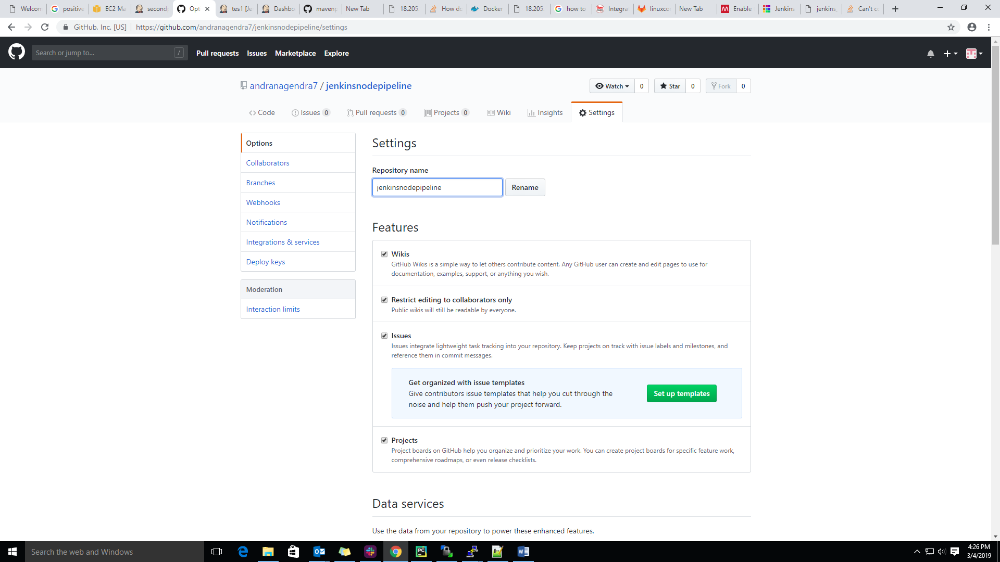 Welcom
positive
EC2 Ma
second
Opt
tes1 [Je
Dashbo
mavenp
New Tab
18.205.
How do
Docker
18.205.
how to
Integra
linuxco
New Tab
Enable
Jenkins
jenkins_
Can't co
GitHub, Inc. [US] https://github.com/andranagendra7/jenkinsnodepipeline/settings
Search or jump to... /
Pull requests Issues Marketplace Explore
andranagendra7 / jenkinsnodepipeline
Watch 0 Star 0 Fork 0
Code Issues 0 Pull requests 0 Projects 0 Wiki Insights Settings
Options
Collaborators
Branches
Webhooks
Notifications
Integrations & services
Deploy keys
Moderation
Interaction limits
Settings
Repository name
jenkinsnodepipeline Rename
Features
Wikis
GitHub Wikis is a simple way to let others contribute content. Any GitHub user can create and edit pages to use for
documentation, examples, support, or anything you wish.
Restrict editing to collaborators only
Public wikis will still be readable by everyone.
Issues
Issues integrate lightweight task tracking into your repository. Keep projects on track with issue labels and milestones, and
reference them in commit messages.
Get organized with issue templates
Give contributors issue templates that help you cut through the
noise and help them push your project forward.
Set up templates
Projects
Project boards on GitHub help you organize and prioritize your work. You can create project boards for specific feature work,
comprehensive roadmaps, or even release checklists.
Data services
Use the data from your repository to power these enhanced features.
Search the web and Windows
4:26 PM
3/4/2019